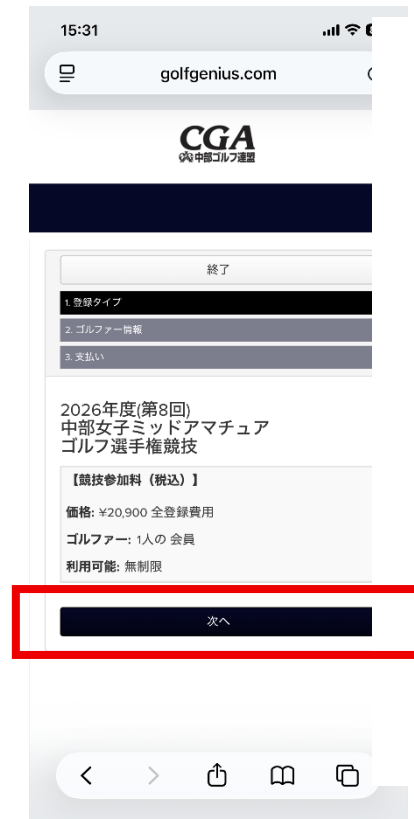 15:31
golfgenius.com
CGA
中部ゴルフ連盟
終了
1. 登録タイプ
2. ゴルファー情報
3. 支払い
2026年度(第8回)
中部女子ミッドアマチュア
ゴルフ選手権競技
【競技参加料（税込）】
価格: ¥20,900 全登録費用
ゴルファー: 1人の 会員
利用可能: 無制限
次へ